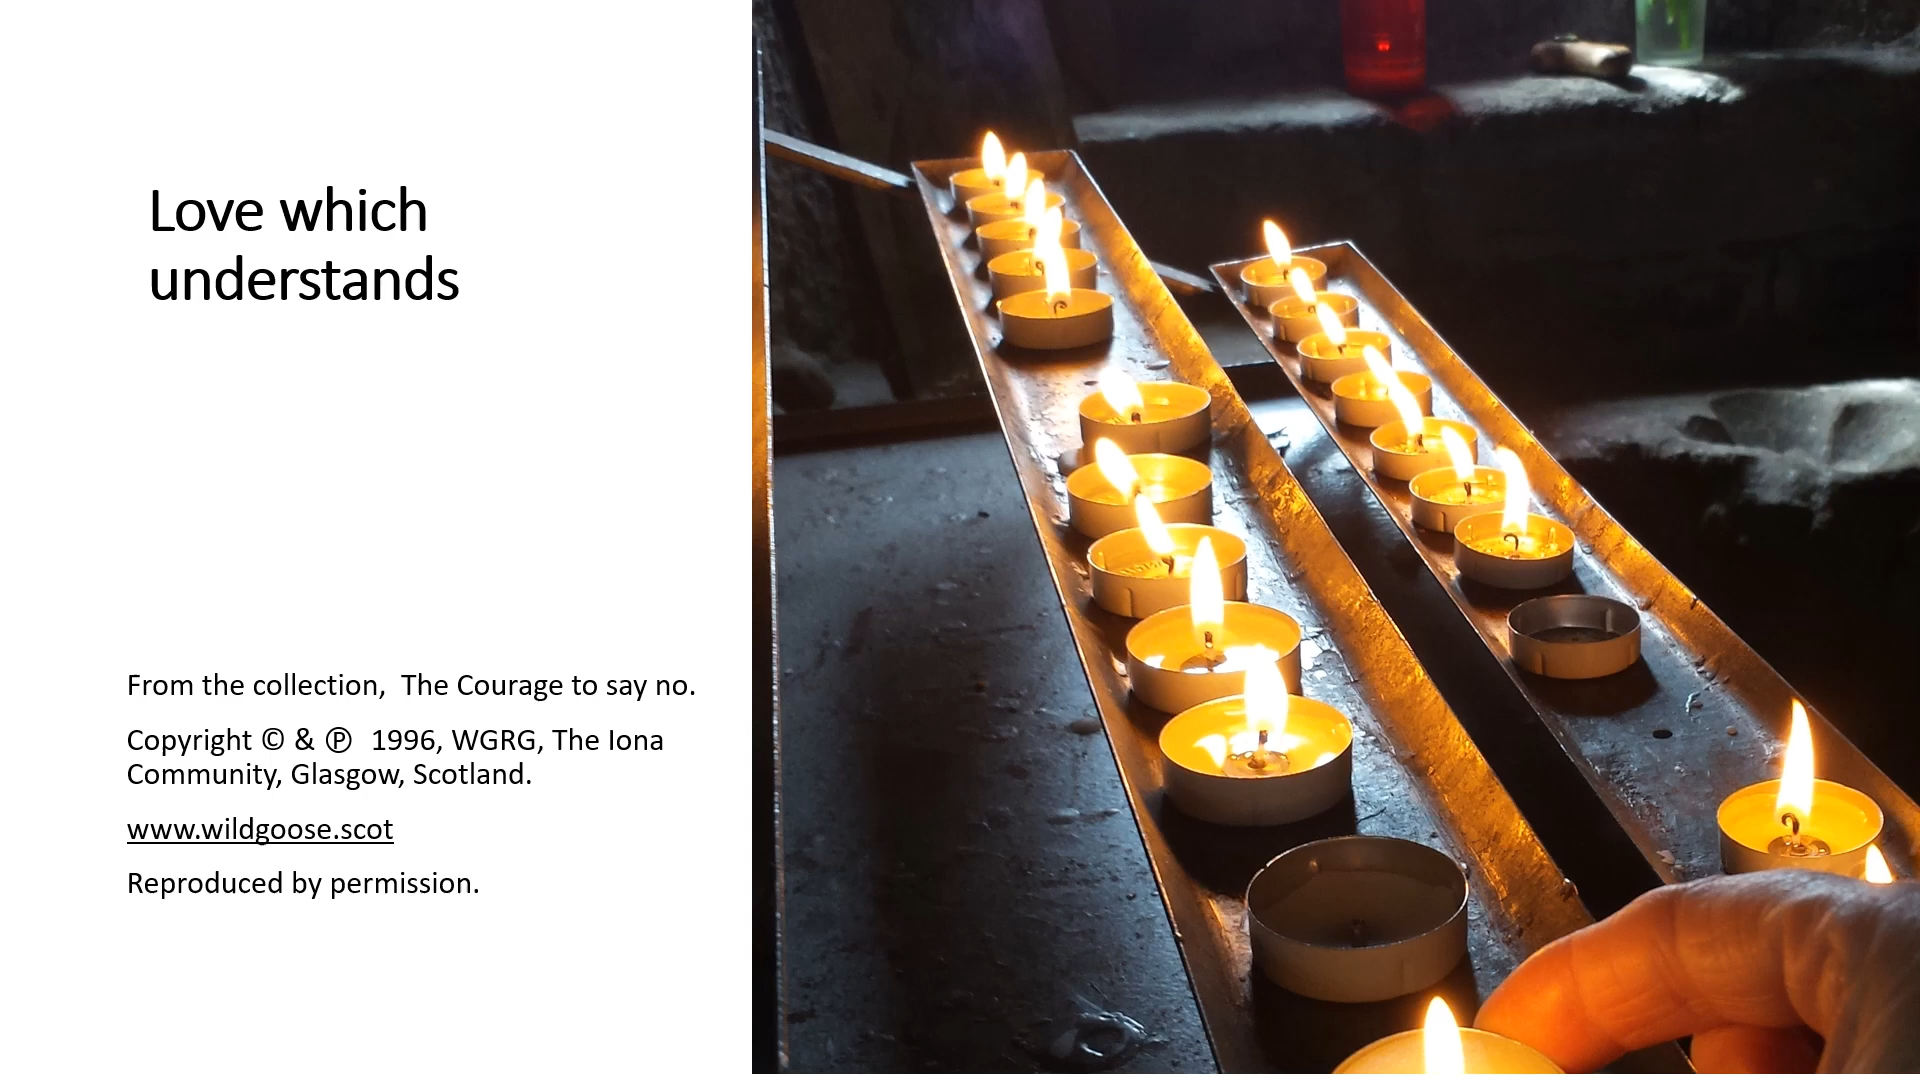 Love which
understands
From the collection,  The Courage to say no.
Copyright © & ℗  1996, WGRG, The Iona
Community, Glasgow, Scotland.
www.wildgoose.scot
Reproduced by permission.